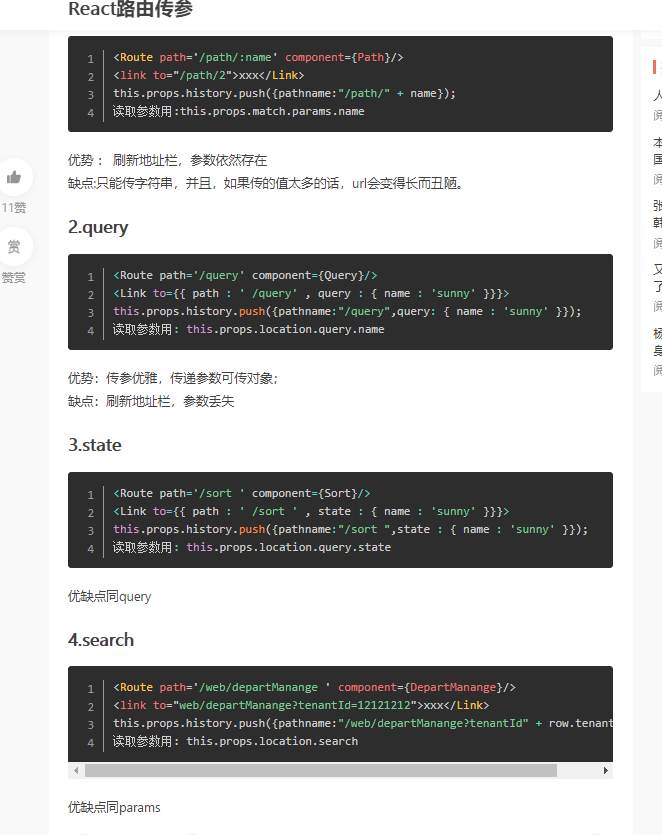 React路由传参
1 <Route path='/path/:name' component={Path}/>
2 <link to="/path/2">xxx</Link>
3 this.props.history.push({pathname:"/path/" + name});
4 读取参数用:this.props.match.params.name
优势 ： 刷新地址栏，参数依然存在
缺点:只能传字符串，并且，如果传的值太多的话，url会变得长而丑陋。
2.query
1 <Route path='/query' component={Query}/>
2 <Link to={{ path : ' /query' , query : { name : 'sunny' }}}>
3 this.props.history.push({pathname:"/query",query: { name : 'sunny' }});
4 读取参数用: this.props.location.query.name
优势：传参优雅，传递参数可传对象；
缺点：刷新地址栏，参数丢失
3.state
1 <Route path='/sort ' component={Sort}/>
2 <Link to={{ path : ' /sort ' , state : { name : 'sunny' }}}>
3 this.props.history.push({pathname:"/sort ",state : { name : 'sunny' }});
4 读取参数用: this.props.location.query.state
优缺点同query
4.search
1 <Route path='/web/departManange ' component={DepartManange}/>
2 <link to="web/departManange?tenantId=12121212">xxx</Link>
3 this.props.history.push({pathname:"/web/departManange?tenantId" + row.tenant
4 读取参数用: this.props.location.search
优缺点同params
11赞
赏
赞赏
人
阅
本
国
阅
张
韩
阅
又
了
阅
杨
身
阅